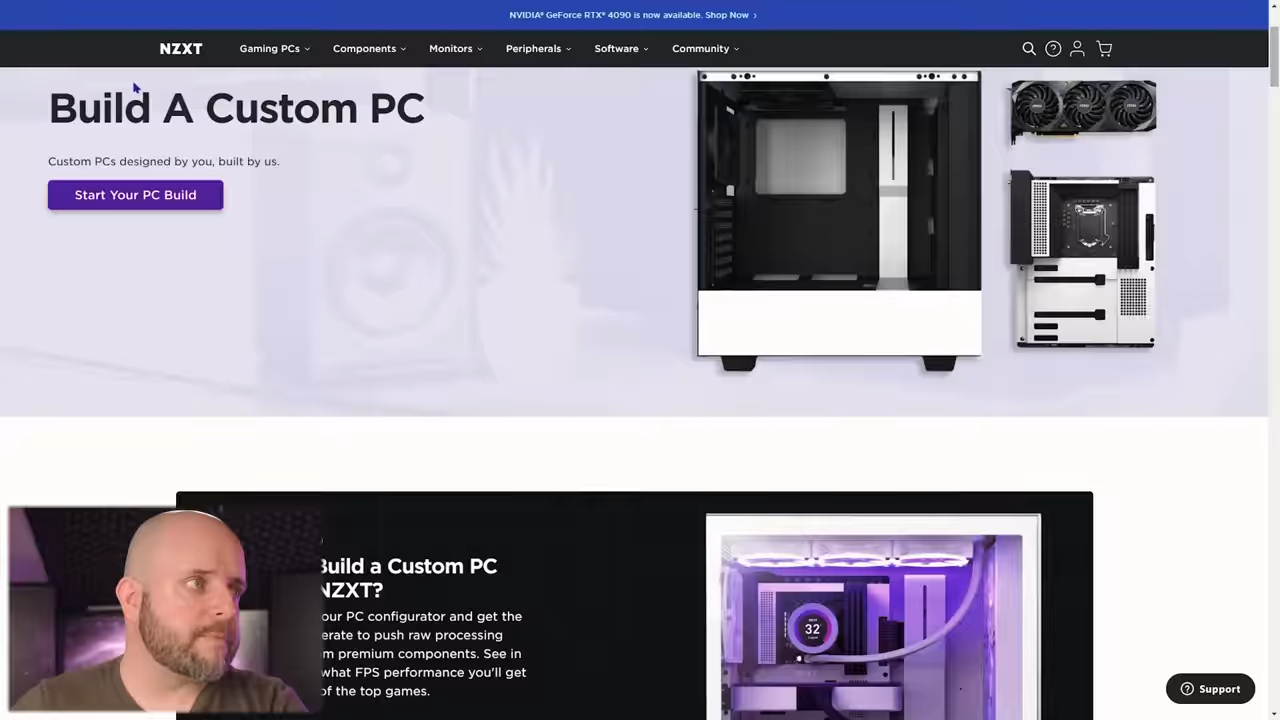 NVIDIA® GeForce RTX® 4090 is now available. Shop Now ›
NZXT
Gaming PCs
Components
Monitors
Peripherals
Software
Community
Build A Custom PC
Custom PCs designed by you, built by us.
Start Your PC Build
Build a Custom PC
NZXT?
our PC configurator and get the
to push raw processing
premium components. See in
what FPS performance you'll get
of the top games.
32
Support